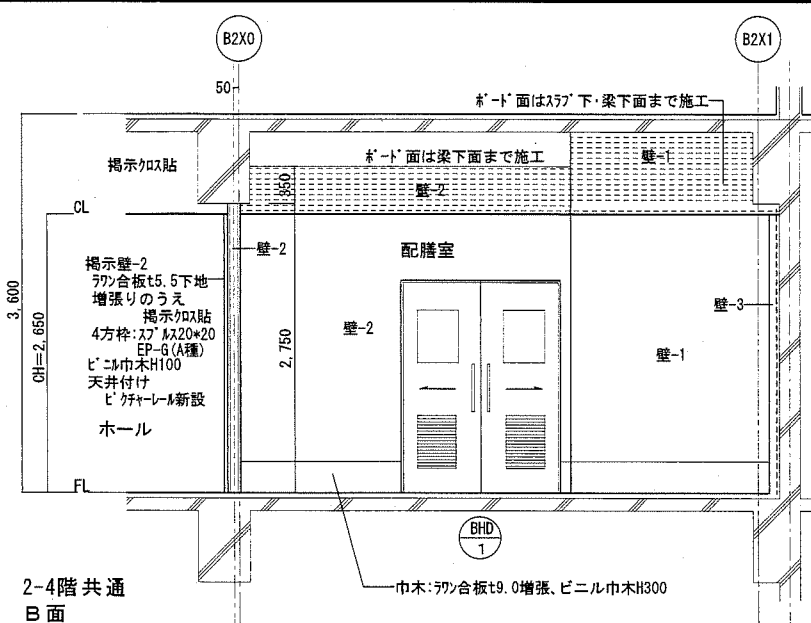 B2X0
B2X1
50
ﾎﾞｰﾄﾞ面はｽﾗﾌﾞ下・梁下面まで施工
掲示ｸﾛｽ貼
ﾎﾞｰﾄﾞ面は梁下面まで施工
壁-1
350
壁-2
CL
壁-2
配膳室
掲示壁-2
ﾗﾜﾝ合板t5.5下地
増張りのうえ
掲示ｸﾛｽ貼
4方枠:ｽﾌﾟﾙｽ20*20
EP-G(A種)
ﾋﾞﾆﾙ巾木H100
天井付け
ﾋﾟｸﾁｬｰﾚｰﾙ新設
ホール
3,600
CH=2,650
2,750
壁-2
壁-3
壁-1
FL
BHD
1
巾木:ﾗﾜﾝ合板t9.0増張、ビニル巾木H300
2-4階共通
B面